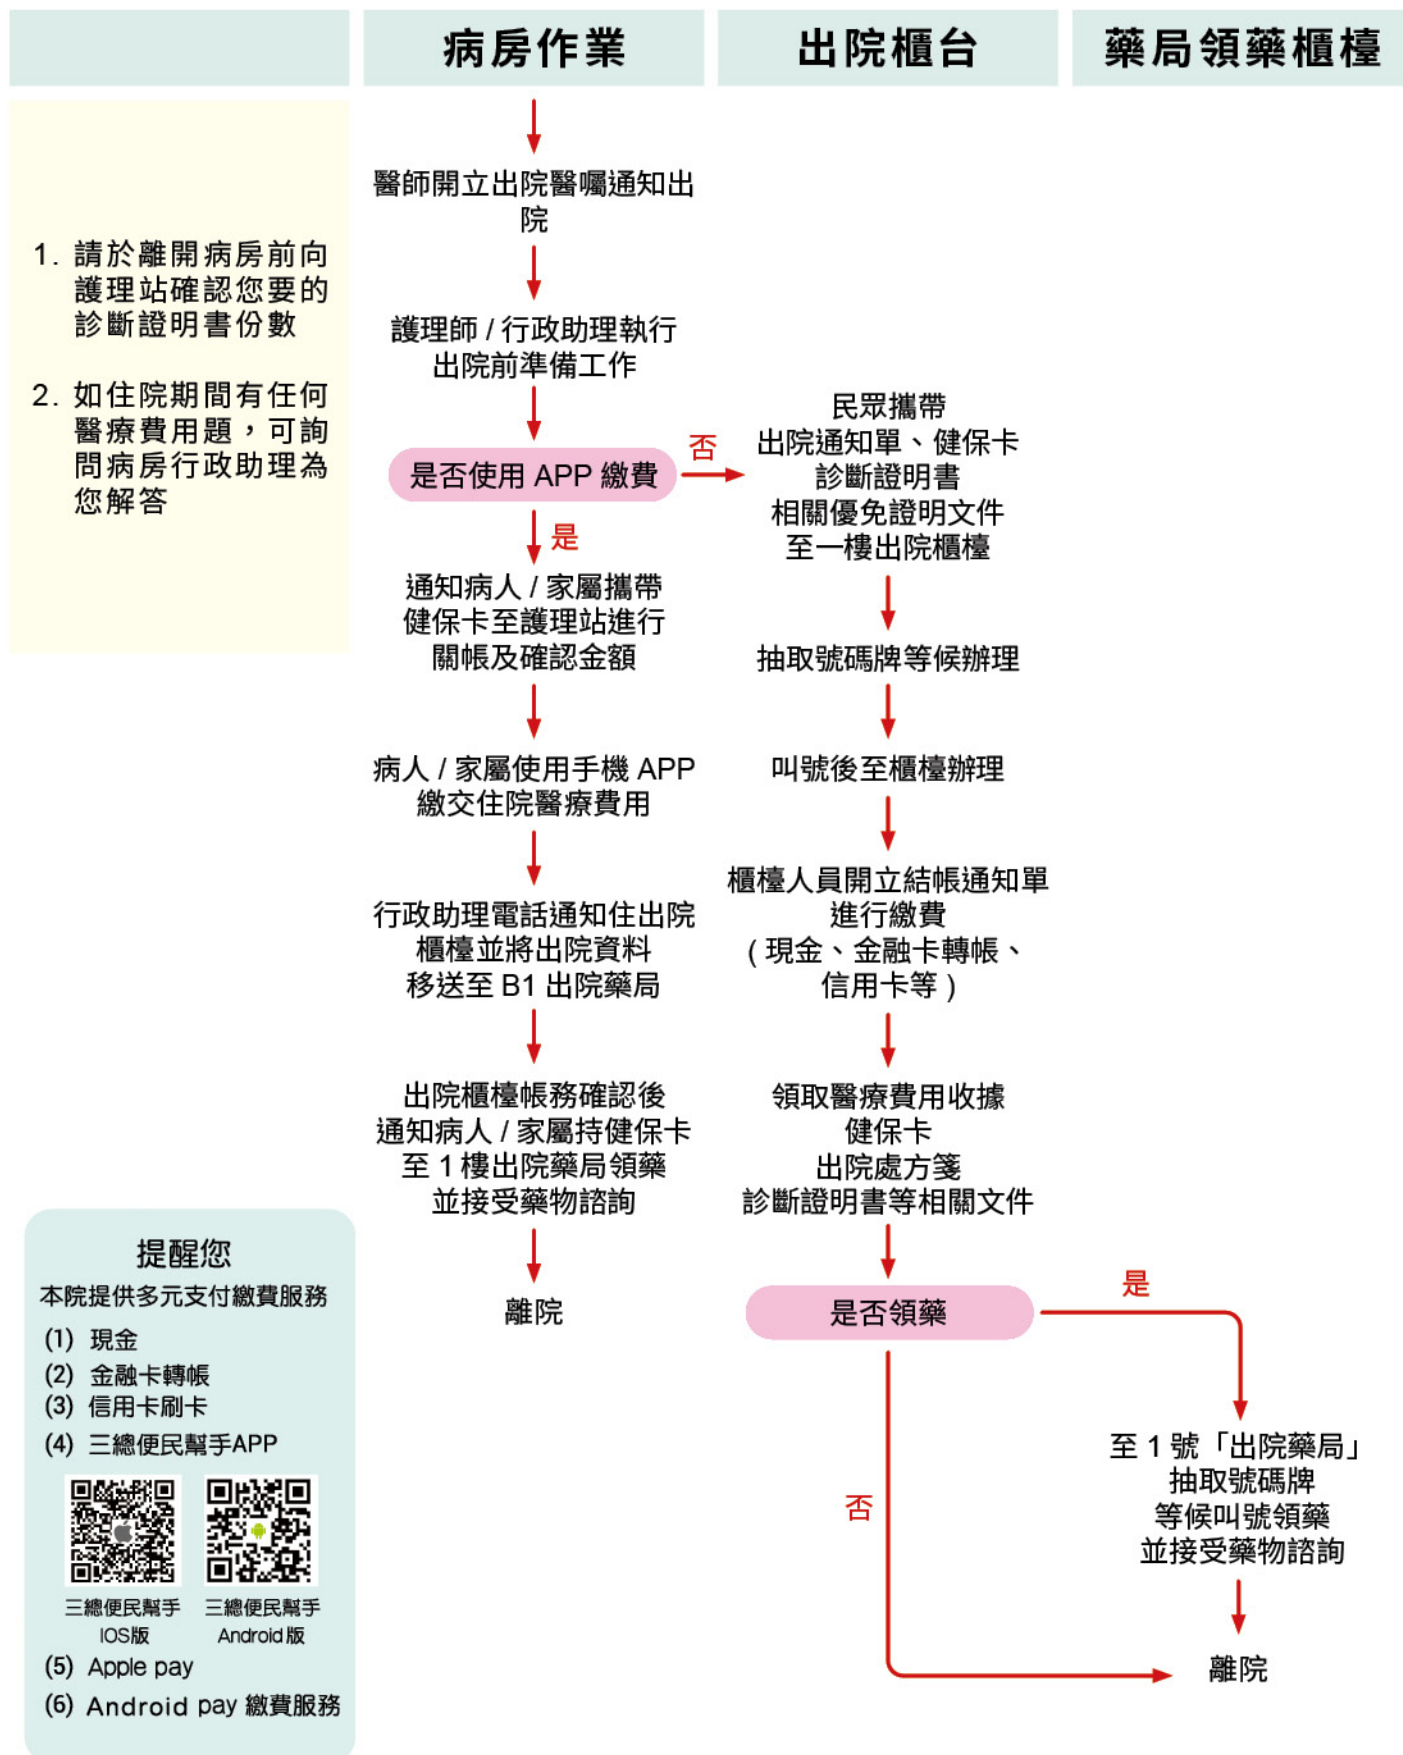 病房作業
出院櫃台
藥局領藥櫃檯
1. 請於離開病房前向
護理站確認您要的
診斷證明書份數
2. 如住院期間有任何
醫療費用題，可詢
問病房行政助理為
您解答
醫師開立出院醫囑通知出
院
護理師 / 行政助理執行
出院前準備工作
是否使用 APP 繳費
否
是
通知病人 / 家屬攜帶
健保卡至護理站進行
關帳及確認金額
病人 / 家屬使用手機 APP
繳交住院醫療費用
行政助理電話通知住出院
櫃檯並將出院資料
移送至 B1 出院藥局
出院櫃檯帳務確認後
通知病人 / 家屬持健保卡
至 1 樓出院藥局領藥
並接受藥物諮詢
離院
民眾攜帶
出院通知單、健保卡
診斷證明書
相關優免證明文件
至一樓出院櫃檯
抽取號碼牌等候辦理
叫號後至櫃檯辦理
櫃檯人員開立結帳通知單
進行繳費
( 現金、金融卡轉帳、
信用卡等 )
領取醫療費用收據
健保卡
出院處方箋
診斷證明書等相關文件
是否領藥
是
否
至 1 號「出院藥局」
抽取號碼牌
等候叫號領藥
並接受藥物諮詢
離院
提醒您
本院提供多元支付繳費服務
(1) 現金
(2) 金融卡轉帳
(3) 信用卡刷卡
(4) 三總便民幫手APP
三總便民幫手 三總便民幫手
IOS版 Android 版
(5) Apple pay
(6) Android pay 繳費服務